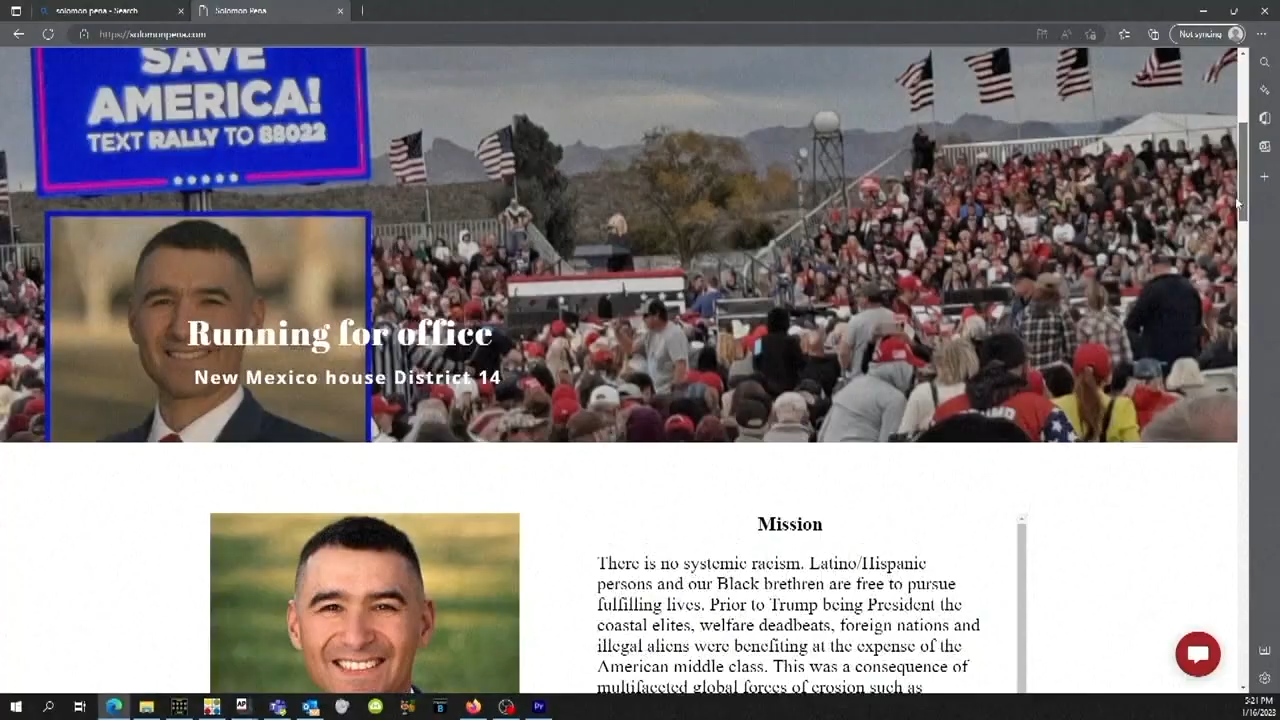 solomon pena - Search
Solomon Pena
https://solomonpena.com
Not syncing
SAVE
AMERICA!
TEXT RALLY TO 88022
Running for office
New Mexico house District 14
Mission
There is no systemic racism. Latino/Hispanic
persons and our Black brethren are free to pursue
fulfilling lives. Prior to Trump being President the
coastal elites, welfare deadbeats, foreign nations and
illegal aliens were benefiting at the expense of the
American middle class. This was a consequence of
multifaceted global forces of erosion such as
5:21 PM
1/16/2023